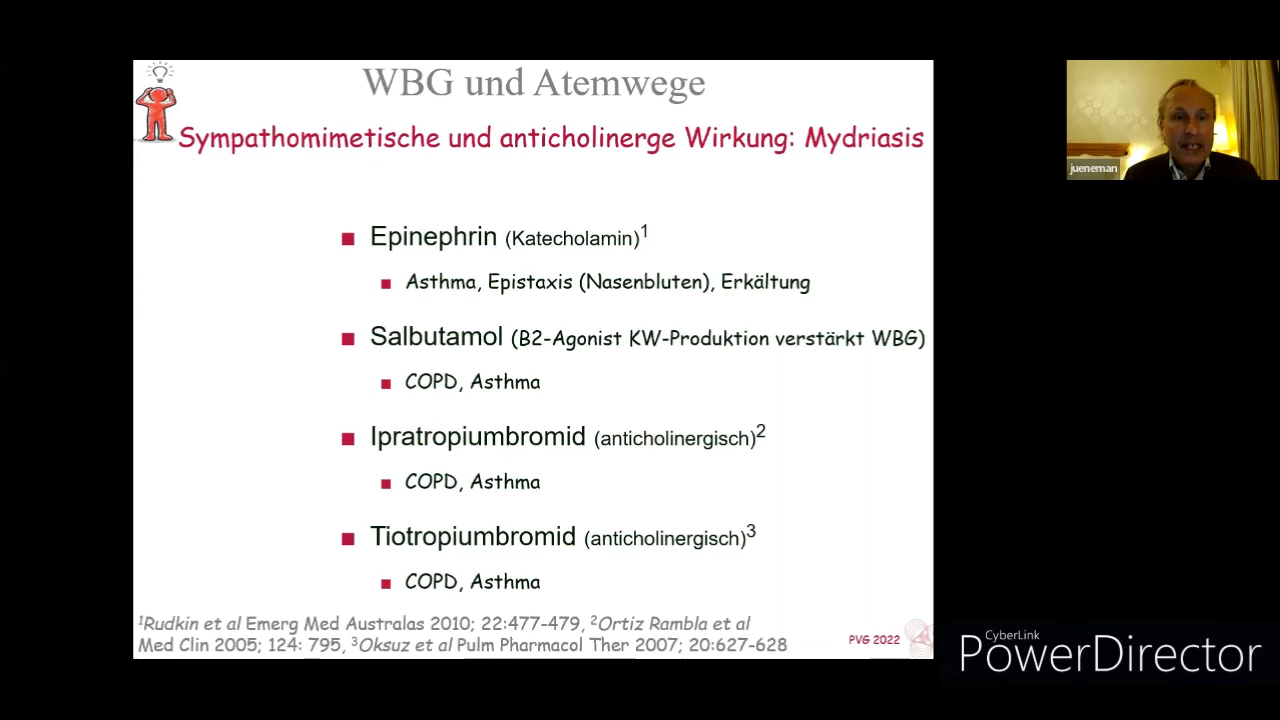 WBG und Atemwege
Sympathomimetische und anticholinerge Wirkung: Mydriasis
jueneman
Epinephrin (Katecholamin)1
Asthma, Epistaxis (Nasenbluten), Erkältung
Salbutamol (B2-Agonist KW-Produktion verstärkt WBG)
COPD, Asthma
Ipratropiumbromid (anticholinergisch)2
COPD, Asthma
Tiotropiumbromid (anticholinergisch)3
COPD, Asthma
1Rudkin et al Emerg Med Australas 2010; 22:477-479, 2Ortiz Rambla et al
Med Clin 2005; 124: 795, 3Oksuz et al Pulm Pharmacol Ther 2007; 20:627-628
PVG 2022
CyberLink
PowerDirector